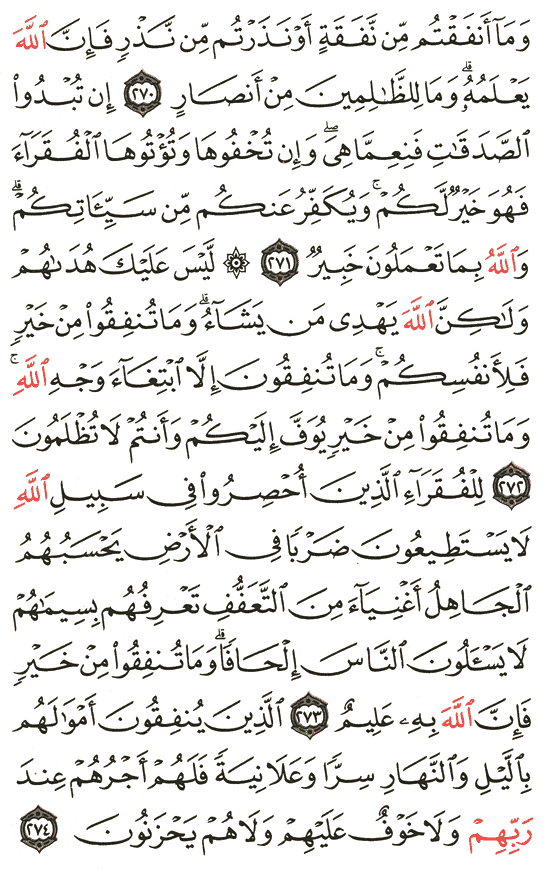 وَمَآ أَنفَقْتُم مِّن نَّفَقَةٍ أَوْ نَذَرْتُم مِّن نَّذْرٍ فَإِنَّ ٱللَّهَ
يَعْلَمُهُۥ ۗ وَمَا لِلظَّٰلِمِينَ مِنْ أَنصَارٍ ٢٧٠ إِن تُبْدُوا۟
ٱلصَّدَقَٰتِ فَنِعِمَّا هِىَ ۖ وَإِن تُخْفُوهَا وَتُؤْتُوهَا ٱلْفُقَرَآءَ
فَهُوَ خَيْرٌ لَّكُمْ ۚ وَيُكَفِّرُ عَنكُم مِّن سَيِّـَٔاتِكُمْ ۗ
وَٱللَّهُ بِمَا تَعْمَلُونَ خَبِيرٌ ٢٧١ ۞ لَّيْسَ عَلَيْكَ هُدَىٰهُمْ
وَلَٰكِنَّ ٱللَّهَ يَهْدِى مَن يَشَآءُ ۗ وَمَا تُنفِقُوا۟ مِنْ خَيْرٍ
فَلِأَنفُسِكُمْ ۚ وَمَا تُنفِقُونَ إِلَّا ٱبْتِغَآءَ وَجْهِ ٱللَّهِ ۚ
وَمَا تُنفِقُوا۟ مِنْ خَيْرٍ يُوَفَّ إِلَيْكُمْ وَأَنتُمْ لَا تُظْلَمُونَ
٢٧٢ لِلْفُقَرَآءِ ٱلَّذِينَ أُحْصِرُوا۟ فِى سَبِيلِ ٱللَّهِ
لَا يَسْتَطِيعُونَ ضَرْبًا فِى ٱلْأَرْضِ يَحْسَبُهُمُ
ٱلْجَاهِلُ أَغْنِيَآءَ مِنَ ٱلتَّعَفُّفِ تَعْرِفُهُم بِسِيمَٰهُمْ
لَا يَسْـَٔلُونَ ٱلنَّاسَ إِلْحَافًا ۗ وَمَا تُنفِقُوا۟ مِنْ خَيْرٍ
فَإِنَّ ٱللَّهَ بِهِۦ عَلِيمٌ ٢٧٣ ٱلَّذِينَ يُنفِقُونَ أَمْوَٰلَهُم
بِٱلَّيْلِ وَٱلنَّهَارِ سِرًّا وَعَلَانِيَةً فَلَهُمْ أَجْرُهُمْ عِندَ
رَبِّهِمْ وَلَا خَوْفٌ عَلَيْهِمْ وَلَا هُمْ يَحْزَنُونَ ٢٧٤